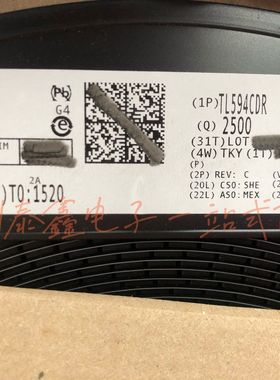 (1P)TL594CDR
Pb
G4
e
(Q) 2500
(31T)LOT
(4W) TKY (1T)
IM
(P)
2A
)TO:1520
(2P) REV: C (V
(20L) CSO: SHE (
(22L) ASO: MEX (
泰鑫电子一站式